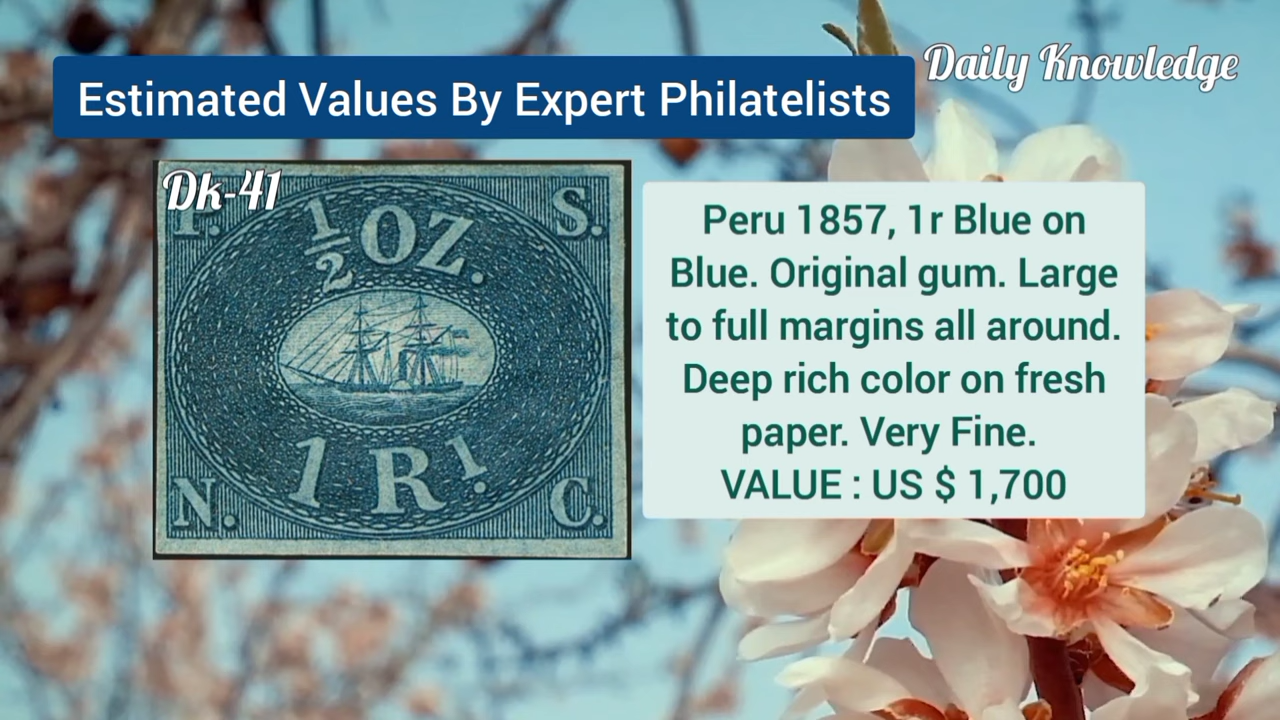 Estimated Values By Expert Philatelists
Daily Knowledge
Dk-41
P. S.
1/2 OZ.
1 R!
N. C.
Peru 1857, 1r Blue on
Blue. Original gum. Large
to full margins all around.
Deep rich color on fresh
paper. Very Fine.
VALUE : US $ 1,700